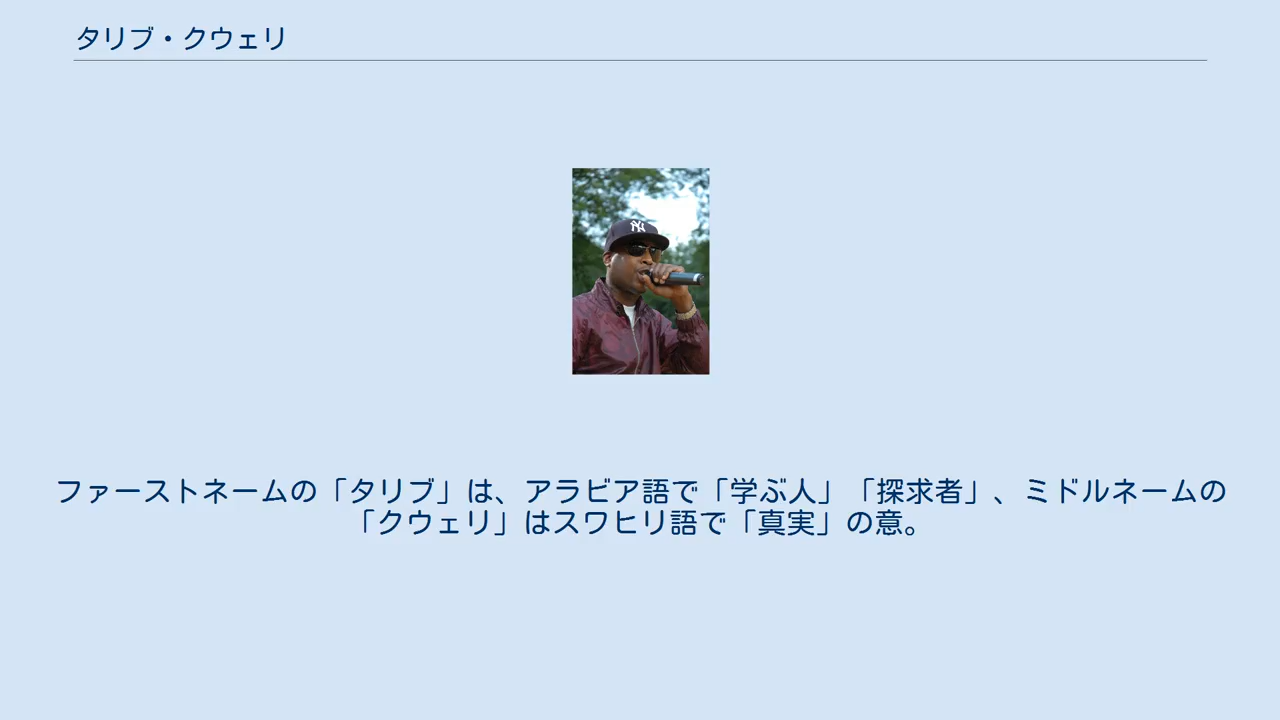 タリブ・クウェリ
NY
ファーストネームの「タリブ」は、アラビア語で「学ぶ人」「探求者」、ミドルネームの
「クウェリ」はスワヒリ語で「真実」の意。